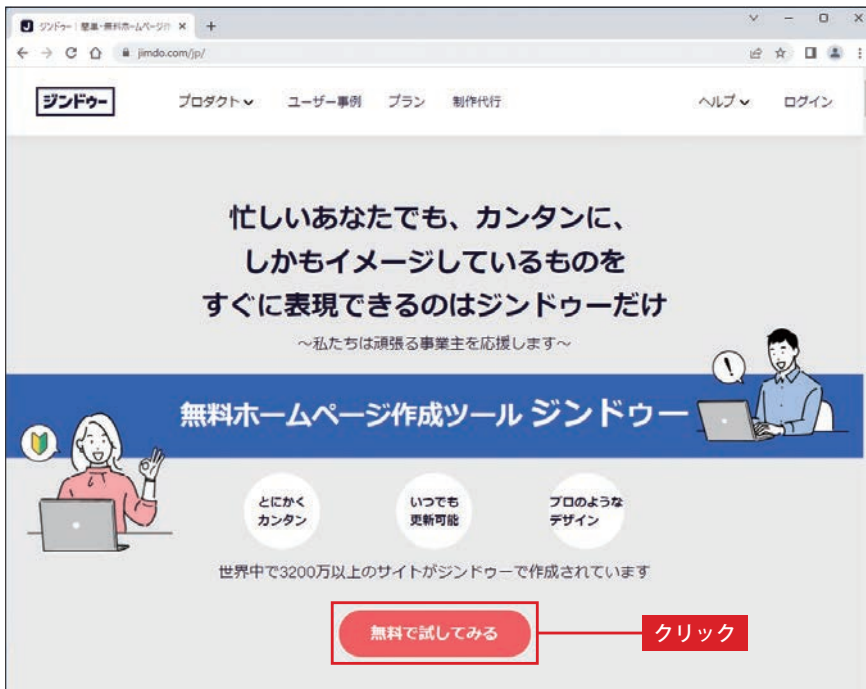 ジンドゥー｜簡単・無料ホームページ作
jimdo.com/jp/
ジンドゥー
プロダクト
ユーザー事例
プラン
制作代行
ヘルプ
ログイン
忙しいあなたでも、カンタンに、
しかもイメージしているものを
すぐに表現できるのはジンドゥーだけ
〜私たちは頑張る事業主を応援します〜
無料ホームページ作成ツール ジンドゥー
とにかく
カンタン
いつでも
更新可能
プロのような
デザイン
世界中で3200万以上のサイトがジンドゥーで作成されています
無料で試してみる
クリック